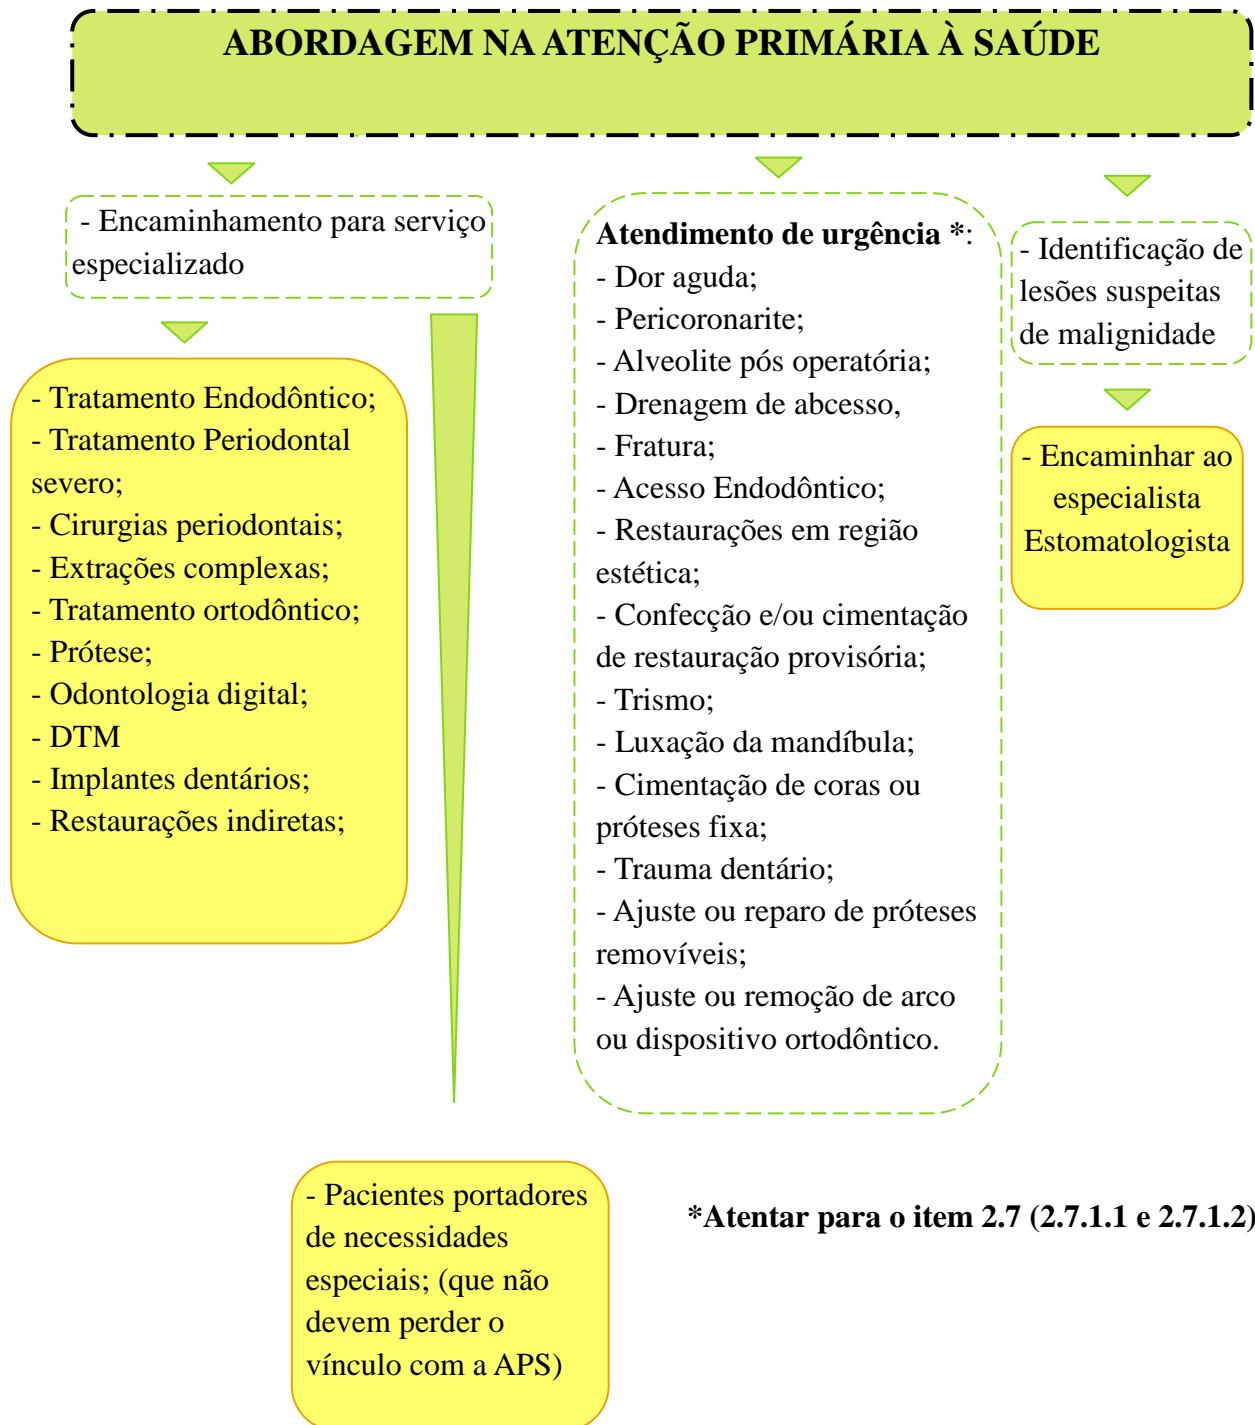 ABORDAGEM NA ATENÇÃO PRIMÁRIA À SAÚDE
- Encaminhamento para serviço
especializado
- Tratamento Endodôntico;
- Tratamento Periodontal
severo;
- Cirurgias periodontais;
- Extrações complexas;
- Tratamento ortodôntico;
- Prótese;
- Odontologia digital;
- DTM
- Implantes dentários;
- Restaurações indiretas;
- Pacientes portadores
de necessidades
especiais; (que não
devem perder o
vínculo com a APS)
Atendimento de urgência *:
- Dor aguda;
- Pericoronarite;
- Alveolite pós operatória;
- Drenagem de abcesso,
- Fratura;
- Acesso Endodôntico;
- Restaurações em região
estética;
- Confecção e/ou cimentação
de restauração provisória;
- Trismo;
- Luxação da mandíbula;
- Cimentação de coras ou
próteses fixa;
- Trauma dentário;
- Ajuste ou reparo de próteses
removíveis;
- Ajuste ou remoção de arco
ou dispositivo ortodôntico.
- Identificação de
lesões suspeitas
de malignidade
- Encaminhar ao
especialista
Estomatologista
*Atentar para o item 2.7 (2.7.1.1 e 2.7.1.2)